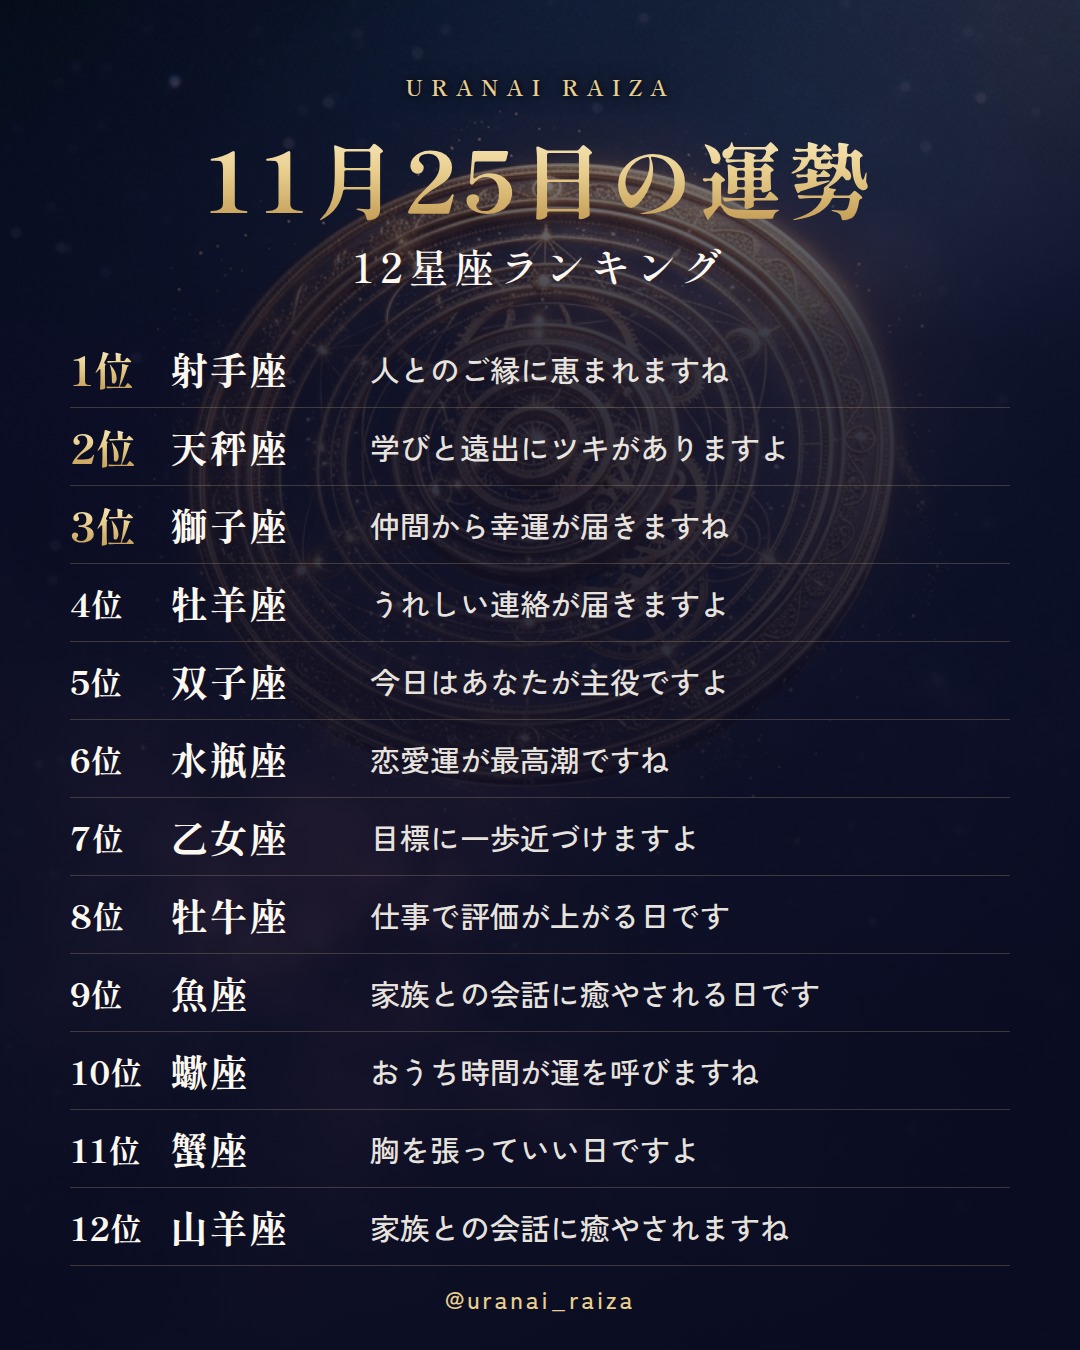 URANAI RAIZA
11月25日の運勢
12星座ランキング
1位 射手座 人とのご縁に恵まれますね
2位 天秤座 学びと遠出にツキがありますよ
3位 獅子座 仲間から幸運が届きますね
4位 牡羊座 うれしい連絡が届きますよ
5位 双子座 今日はあなたが主役ですよ
6位 水瓶座 恋愛運が最高潮ですね
7位 乙女座 目標に一歩近づけますよ
8位 牡牛座 仕事で評価が上がる日です
9位 魚座 家族との会話に癒やされる日です
10位 蠍座 おうち時間が運を呼びますね
11位 蟹座 胸を張っていい日ですよ
12位 山羊座 家族との会話に癒やされますね
@uranai_raiza